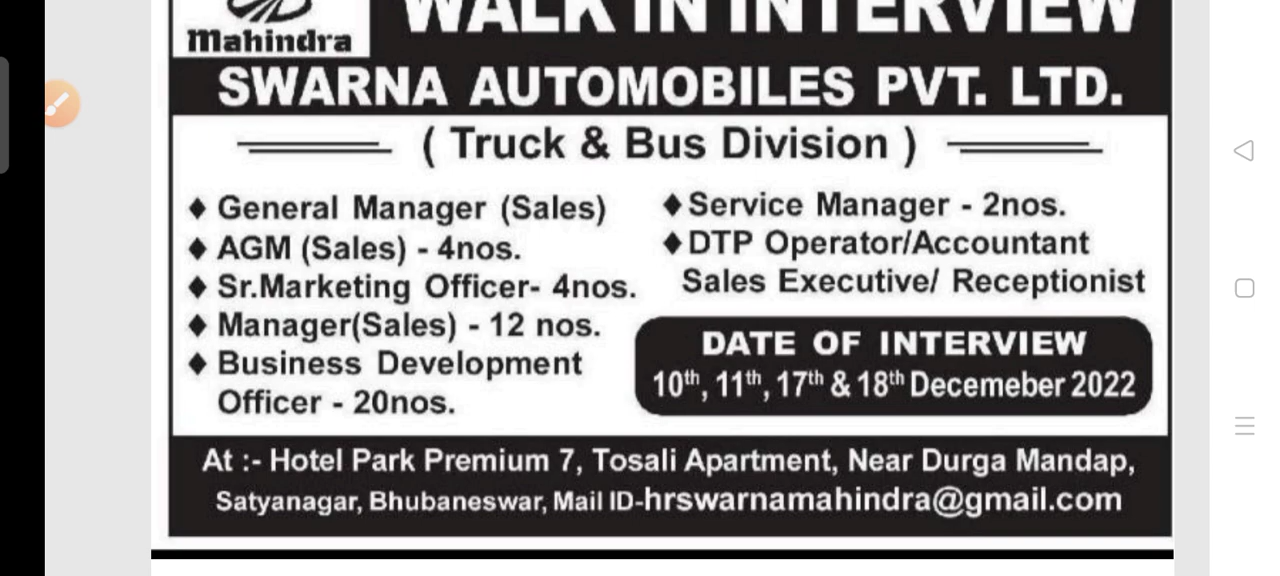 WALK IN INTERVIEW
Mahindra
SWARNA AUTOMOBILES PVT. LTD.
( Truck & Bus Division )
♦ General Manager (Sales)
♦ AGM (Sales) - 4nos.
♦ Sr.Marketing Officer- 4nos.
♦ Manager(Sales) - 12 nos.
♦ Business Development
Officer - 20nos.
♦ Service Manager - 2nos.
♦ DTP Operator/Accountant
Sales Executive/ Receptionist
DATE OF INTERVIEW
10th, 11th, 17th & 18th Decemeber 2022
At :- Hotel Park Premium 7, Tosali Apartment, Near Durga Mandap,
Satyanagar, Bhubaneswar, Mail ID-hrswarnamahindra@gmail.com